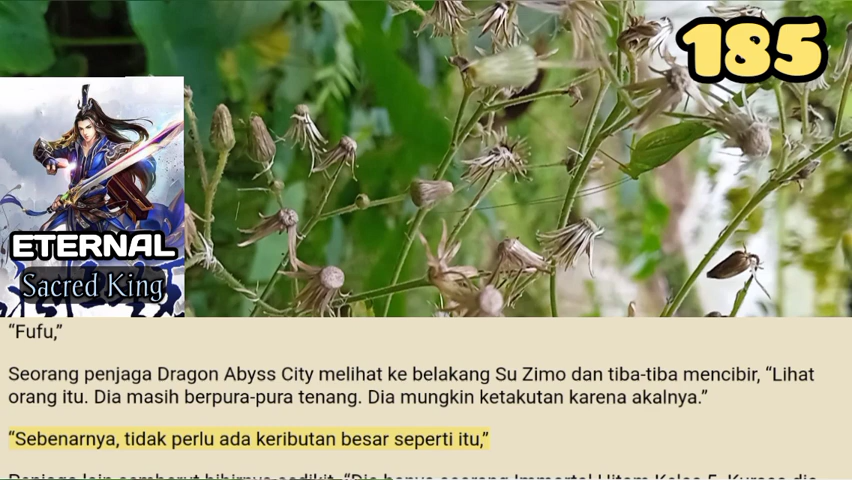 185
ETERNAL
Sacred King
“Fufu,”
Seorang penjaga Dragon Abyss City melihat ke belakang Su Zimo dan tiba-tiba mencibir, “Lihat
orang itu. Dia masih berpura-pura tenang. Dia mungkin ketakutan karena akalnya.”
“Sebenarnya, tidak perlu ada keributan besar seperti itu,”